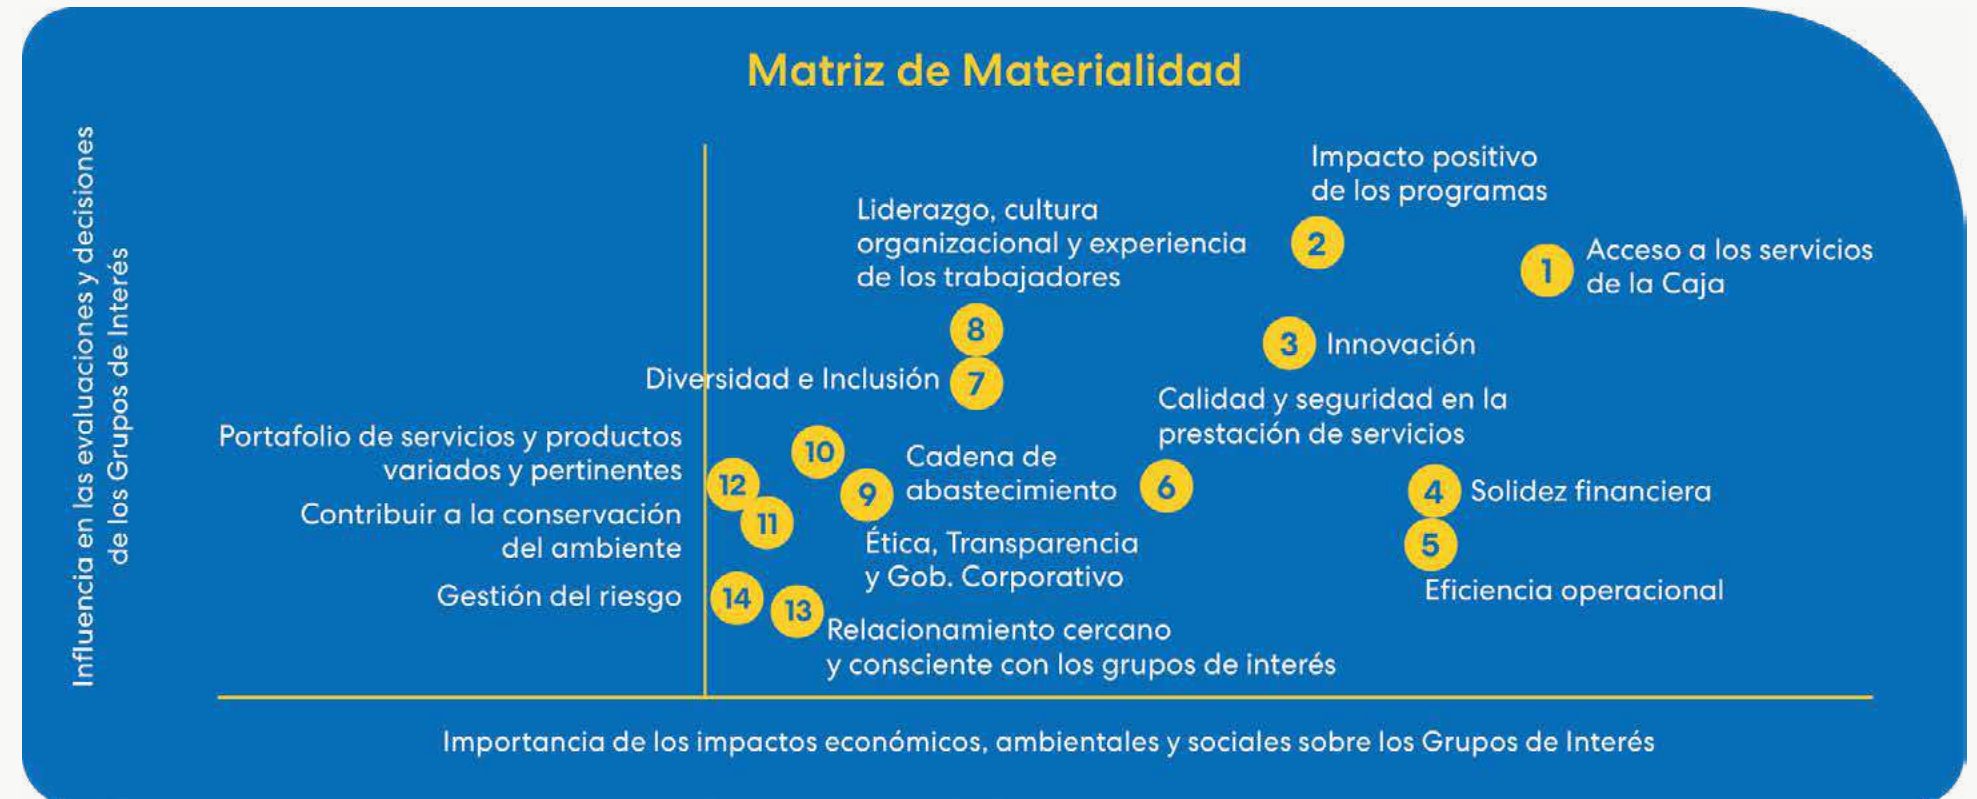 Matriz de Materialidad
Influencia en las evaluaciones y decisiones
de los Grupos de Interés
Impacto positivo
de los programas
2
Acceso a los servicios
de la Caja
1
Liderazgo, cultura
organizacional y experiencia
de los trabajadores
8
3
Innovación
Diversidad e Inclusión
7
Calidad y seguridad en la
prestación de servicios
6
Portafolio de servicios y productos
variados y pertinentes
12
10
Cadena de
abastecimiento
9
4
Solidez financiera
Contribuir a la conservación
del ambiente
11
Ética, Transparencia
y Gob. Corporativo
5
Eficiencia operacional
Gestión del riesgo
14
13
Relacionamiento cercano
y consciente con los grupos de interés
Importancia de los impactos económicos, ambientales y sociales sobre los Grupos de Interés